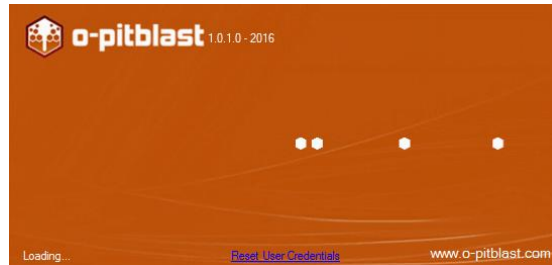 o-pitblast 1.0.1.0 - 2016
Loading... Reset User Credentials www.o-pitblast.com